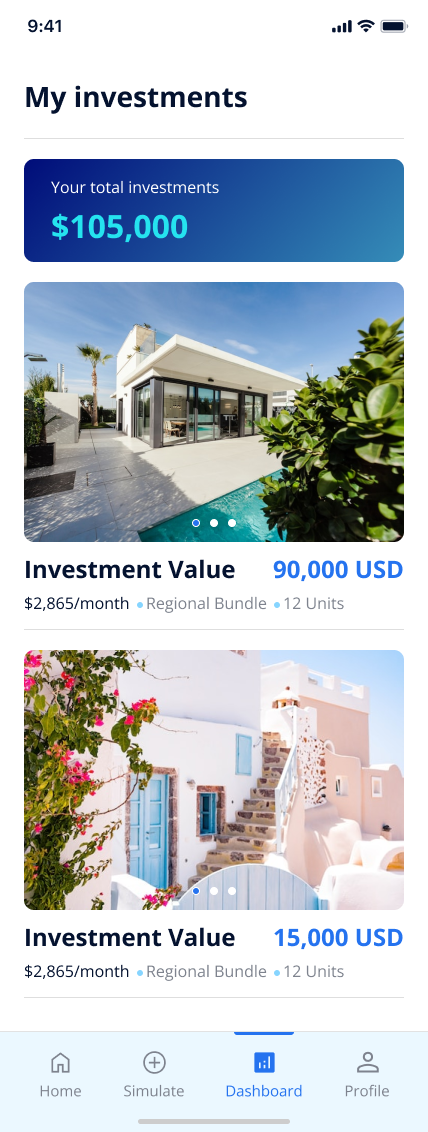 9:41
My investments
Your total investments
$105,000
Investment Value 90,000 USD
$2,865/month Regional Bundle 12 Units
Investment Value 15,000 USD
$2,865/month Regional Bundle 12 Units
Home Simulate Dashboard Profile